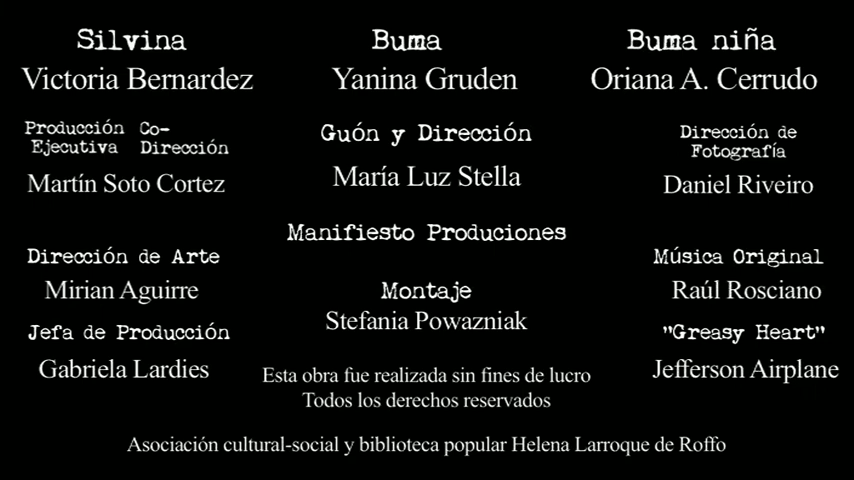 Silvina
Victoria Bernardez
Buma
Yanina Gruden
Buma niña
Oriana A. Cerrudo
Producción
Ejecutiva
Co-
Dirección
Martín Soto Cortez
Guón y Dirección
María Luz Stella
Dirección de
Fotografía
Daniel Riveiro
Manifiesto Produciones
Dirección de Arte
Mirian Aguirre
Montaje
Stefania Powazniak
Música Original
Raúl Rosciano
Jefa de Producción
Gabriela Lardies
"Greasy Heart"
Jefferson Airplane
Esta obra fue realizada sin fines de lucro
Todos los derechos reservados
Asociación cultural-social y biblioteca popular Helena Larroque de Roffo